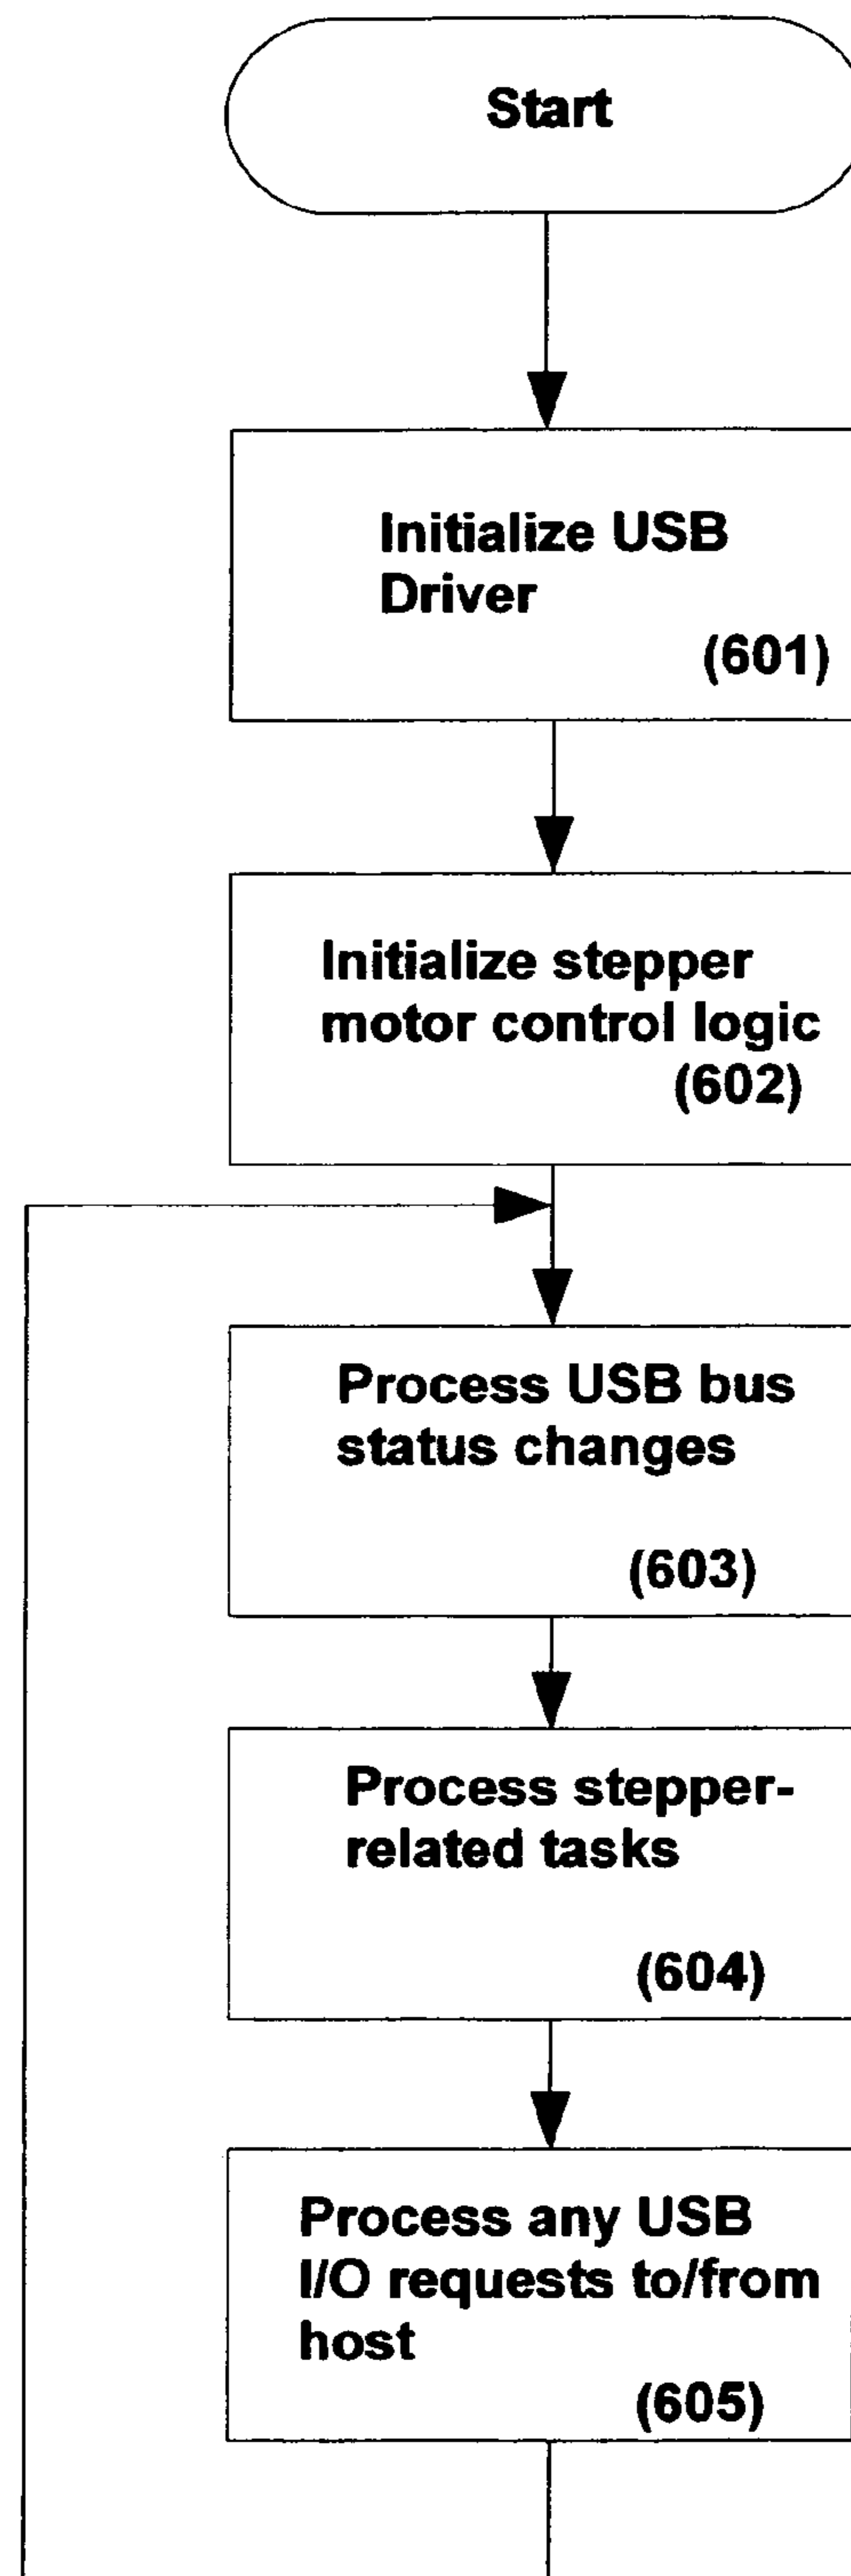 Start
Initialize USB
Driver
(601)
Initialize stepper
motor control logic
(602)
Process USB bus
status changes
(603)
Process stepper-
related tasks
(604)
Process any USB
I/O requests to/from
host
(605)